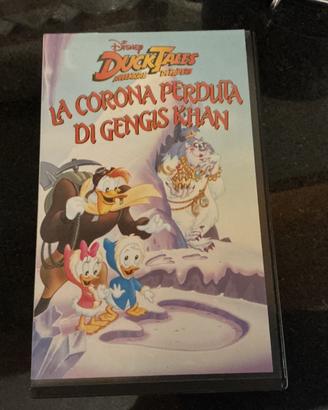 Disney
DUCKTALES
LA CORONA PERDUTA
DI GENGIS KHAN